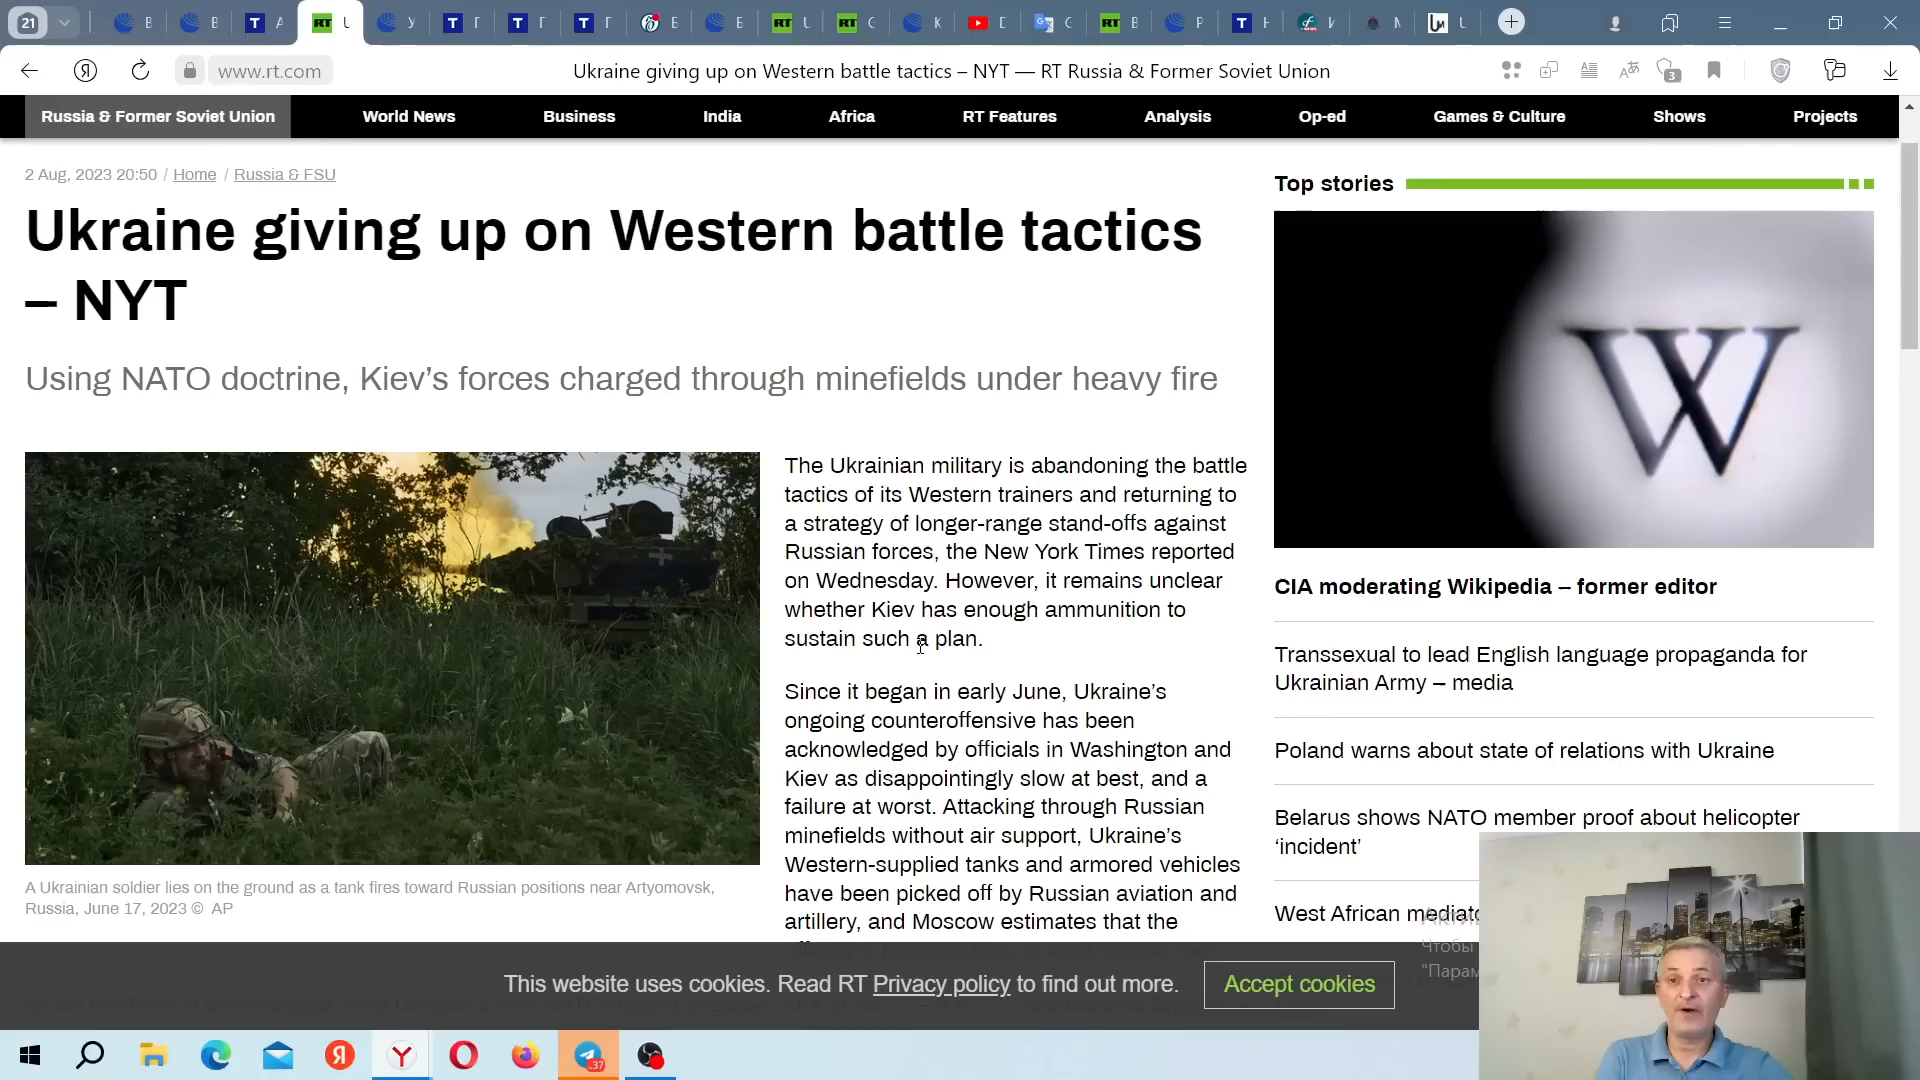 21
B
B
T
A
RT
U
У
T
Г
T
Г
T
Г
Б
RT
U
RT
C
К
D
C
RT
B
P
T
И
U
www.rt.com
Ukraine giving up on Western battle tactics – NYT — RT Russia & Former Soviet Union
3
Russia & Former Soviet Union
World News
Business
India
Africa
RT Features
Analysis
Op-ed
Games & Culture
Shows
Projects
2 Aug, 2023 20:50 / Home / Russia & FSU
Ukraine giving up on Western battle tactics
– NYT
Using NATO doctrine, Kiev’s forces charged through minefields under heavy fire
A Ukrainian soldier lies on the ground as a tank fires toward Russian positions near Artyomovsk,
Russia, June 17, 2023 © AP
The Ukrainian military is abandoning the battle
tactics of its Western trainers and returning to
a strategy of longer-range stand-offs against
Russian forces, the New York Times reported
on Wednesday. However, it remains unclear
whether Kiev has enough ammunition to
sustain such a plan.
Since it began in early June, Ukraine’s
ongoing counteroffensive has been
acknowledged by officials in Washington and
Kiev as disappointingly slow at best, and a
failure at worst. Attacking through Russian
minefields without air support, Ukraine’s
Western-supplied tanks and armored vehicles
have been picked off by Russian aviation and
artillery, and Moscow estimates that the
Top stories
W
CIA moderating Wikipedia – former editor
Transsexual to lead English language propaganda for
Ukrainian Army – media
Poland warns about state of relations with Ukraine
Belarus shows NATO member proof about helicopter
‘incident’
West African
Чтобы
This website uses cookies. Read RT Privacy policy to find out more.
Accept cookies
Я
Y
37